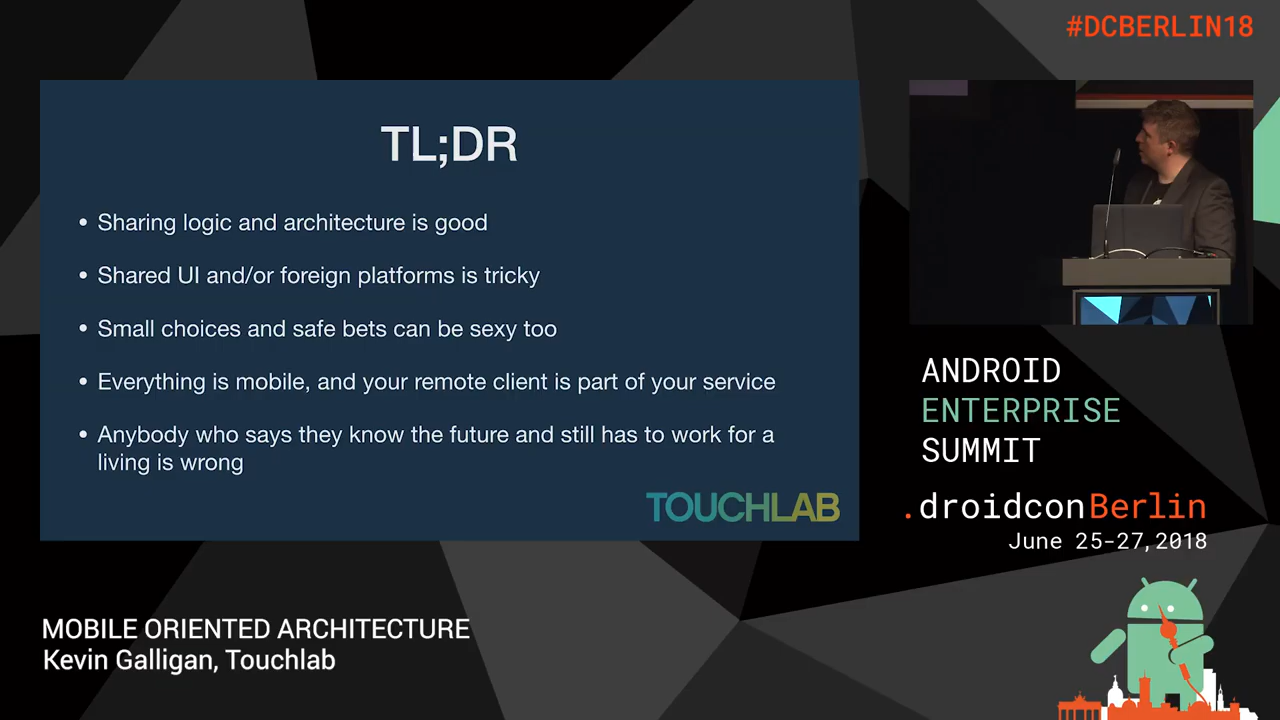 #DCBERLIN18
TL;DR
• Sharing logic and architecture is good
• Shared UI and/or foreign platforms is tricky
• Small choices and safe bets can be sexy too
• Everything is mobile, and your remote client is part of your service
• Anybody who says they know the future and still has to work for a
living is wrong
TOUCHLAB
ANDROID
ENTERPRISE
SUMMIT
.droidconBerlin
June 25-27, 2018
MOBILE ORIENTED ARCHITECTURE
Kevin Galligan, Touchlab